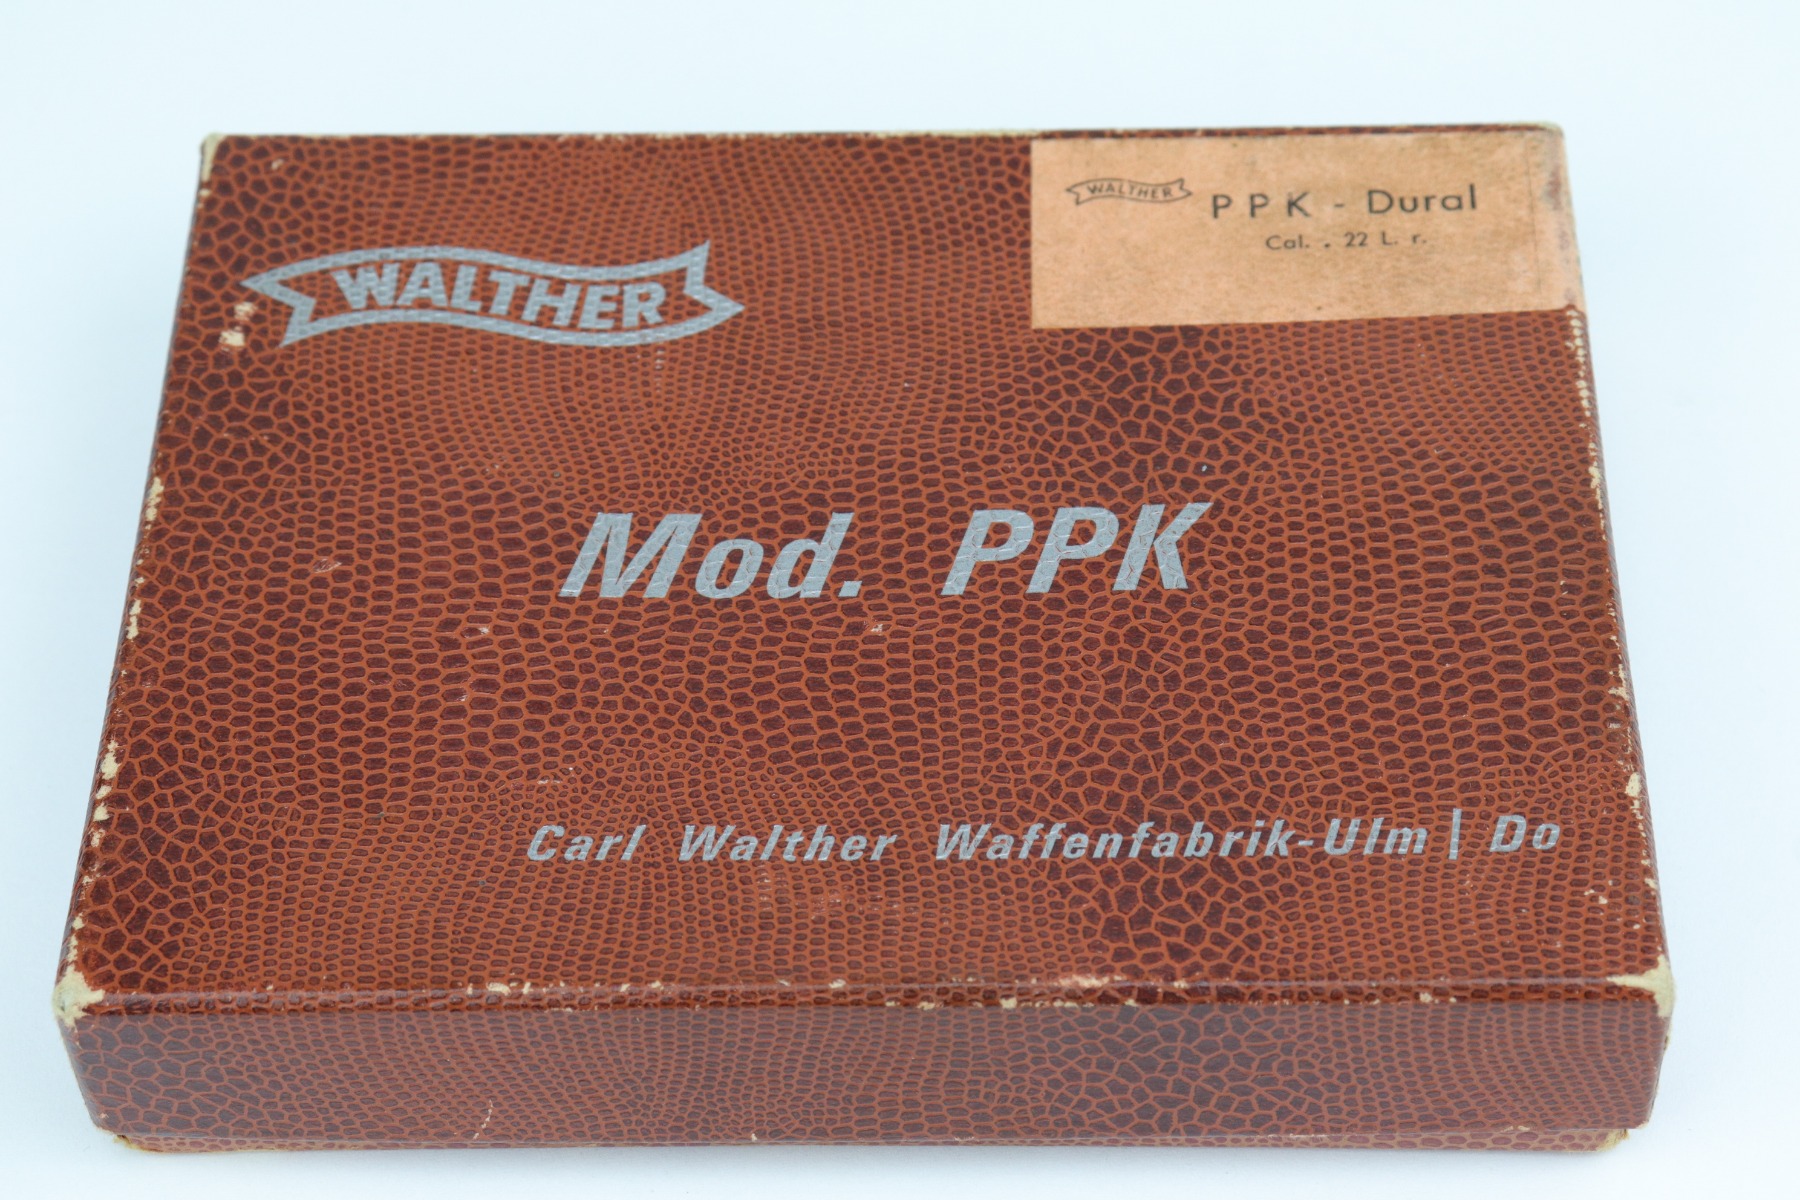 WALTHER PPK - Dural
Cal. . 22 L. r.
WALTHER
Mod. PPK
Carl Walther Waffenfabrik-Ulm | Do